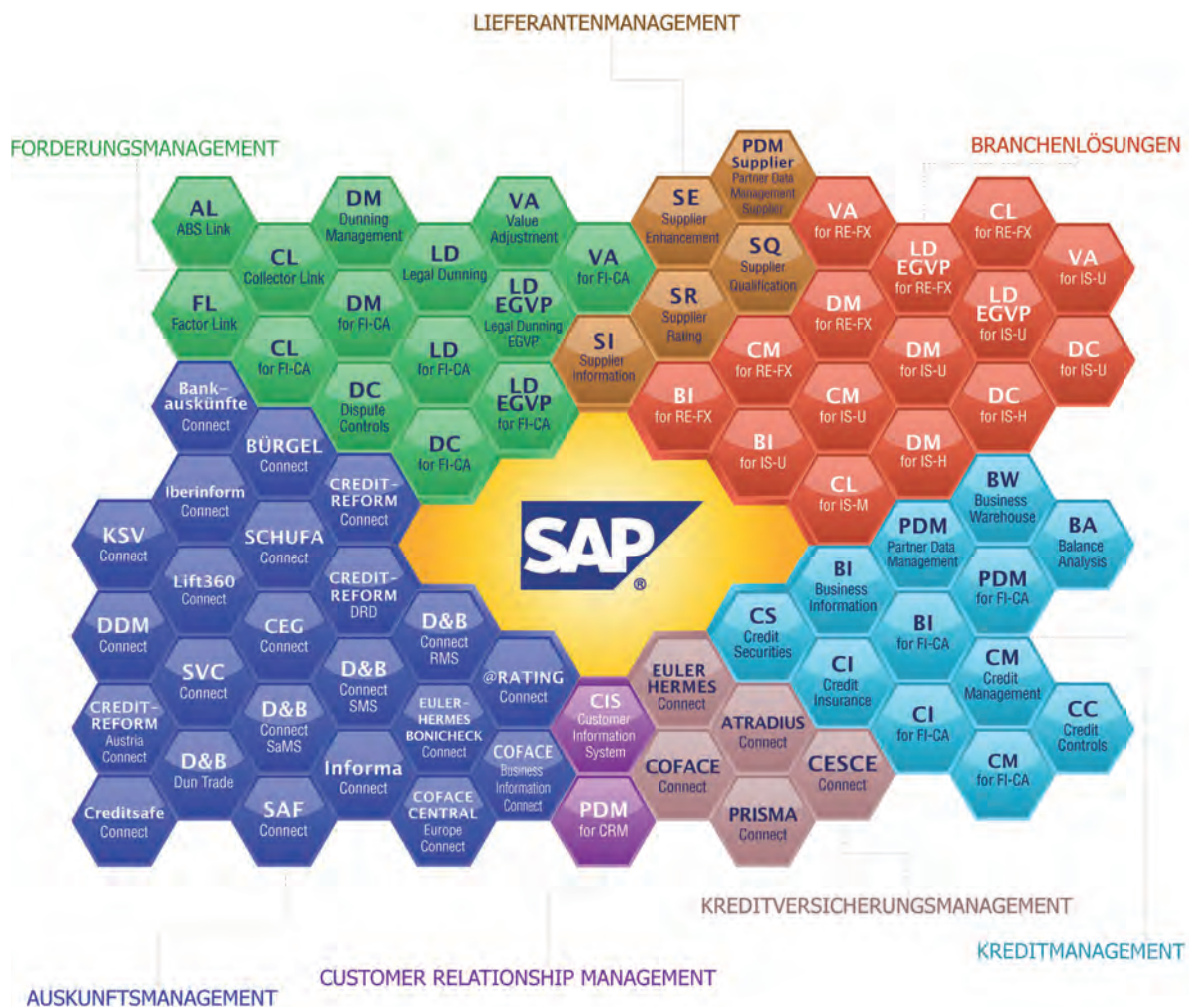 LIEFERANTENMANAGEMENT
FORDERUNGSMANAGEMENT
BRANCHENLÖSUNGEN
AL
ABS Link
CL
Collector Link
DM
Dunning
Management
LD
Legal Dunning
VA
Value
Adjustment
VA
for FI-CA
FL
Factor Link
CL
for FI-CA
DM
for FI-CA
LD
for FI-CA
LD
EGVP
Legal Dunning
EGVP
DC
Dispute
Controls
DC
for FI-CA
LD
EGVP
for FI-CA
PDM
Supplier
Partner Data
Management
Supplier
SE
Supplier
Enhancement
SQ
Supplier
Qualification
SR
Supplier
Rating
SI
Supplier
Information
VA
for RE-FX
CL
for RE-FX
LD
EGVP
for RE-FX
VA
for IS-U
DM
for RE-FX
LD
EGVP
for IS-U
CM
for RE-FX
DM
for IS-U
DC
for IS-U
BI
for RE-FX
CM
for IS-U
DC
for IS-H
BI
for IS-U
DM
for IS-H
CL
for IS-M
Bank-
auskünfte
Connect
BÜRGEL
Connect
Iberinform
Connect
CREDIT-
REFORM
Connect
KSV
Connect
SCHUFA
Connect
Lift360
Connect
CREDIT-
REFORM
DRD
DDM
Connect
CEG
Connect
D&B
Connect
RMS
SVC
Connect
D&B
Connect
SMS
@RATING
Connect
CREDIT-
REFORM
Austria
Connect
D&B
Connect
SaMS
EULER-
HERMES
BONICHECK
Connect
D&B
Dun Trade
Informa
Connect
COFACE
Business
Information
Connect
Creditsafe
Connect
SAF
Connect
COFACE
CENTRAL
Europe
Connect
SAP
®
BW
Business
Warehouse
PDM
Partner Data
Management
BA
Balance
Analysis
BI
Business
Information
PDM
for FI-CA
CS
Credit
Securities
BI
for FI-CA
CI
Credit
Insurance
CM
Credit
Management
CI
for FI-CA
CC
Credit
Controls
CM
for FI-CA
CIS
Customer
Information
System
PDM
for CRM
EULER
HERMES
Connect
ATRADIUS
Connect
COFACE
Connect
CESCE
Connect
PRISMA
Connect
KREDITVERSICHERUNGSMANAGEMENT
KREDITMANAGEMENT
CUSTOMER RELATIONSHIP MANAGEMENT
AUSKUNFTSMANAGEMENT